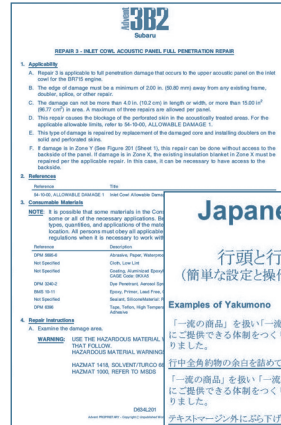 Advent 3B2
Subaru
REPAIR 3 - INLET COWL ACOUSTIC PANEL FULL PENETRATION REPAIR
1. Applicability
A. Repair 3 is applicable to full penetration damage that occurs to the upper acoustic panel on the inlet
cowl for the BR715 engine.
B. The edge of damage must be a minimum of 2.00 in. (50.80 mm) away from any existing frame,
doubler, splice, or other repair.
C. The damage can not be more than 4.0 in. (10.2 cm) in length or width, or more than 15.00 in²
(96.77 cm²) in area. A maximum of three repairs are allowed per panel.
D. This repair causes the blockage of the perforated skin in the acoustically treated areas. For the
applicable allowable limits, refer to 54-10-00, ALLOWABLE DAMAGE 1.
E. This type of damage is repaired by replacement of the damaged core and installing doublers on the
solid and perforated skins.
F. If damage is in Zone Y (See Figure 201 (Sheet 1), this repair can be done without access to the
backside of the panel. If damage is in Zone X, the existing insulation blanket in Zone X must be
repaired per the applicable repair. In this case, it can be necessary to have access to the
backside.
2. References
Reference Title
54-10-00, ALLOWABLE DAMAGE 1 Inlet Cowl Allowable Dama
3. Consumable Materials
NOTE: It is possible that some materials in the Con
some or all of the necessary applications. Be
types, quantities, and applications of the mate
location. All persons must obey all applicable
regulations when it is necessary to work wit
Reference Description
Abrasive, Paper, Waterproo
Not Specified Cloth, Low Lint
Not Specified Coating, Aluminized Epoxy
Dye Penetrant, Aerosol Spr
Epoxy, Primer, Lead Free,
Not Specified Sealant, Silicone Material: R
Tape, Teflon, High Tempera
Adhesive
4. Repair Instructions
A. Examine the damage area.
WARNING: USE THE HAZARDOUS MATERIAL
THAT FOLLOW.
HAZARDOUS MATERIAL WARNING
HAZMAT 1418, SOLVENT/TURCO
HAZMAT 1000, REFER TO MSDS
Japane
行頭と行
（簡単な設定と操作
Examples of Yakumono
「一流の商品」を扱い「一流
にご提供できる体制をつく
りました。
行中全角約物の余白を詰めて
「一流の商品」を扱い「一流
にご提供できる体制をつく
りました。
テキストマージン外にぶら下げ